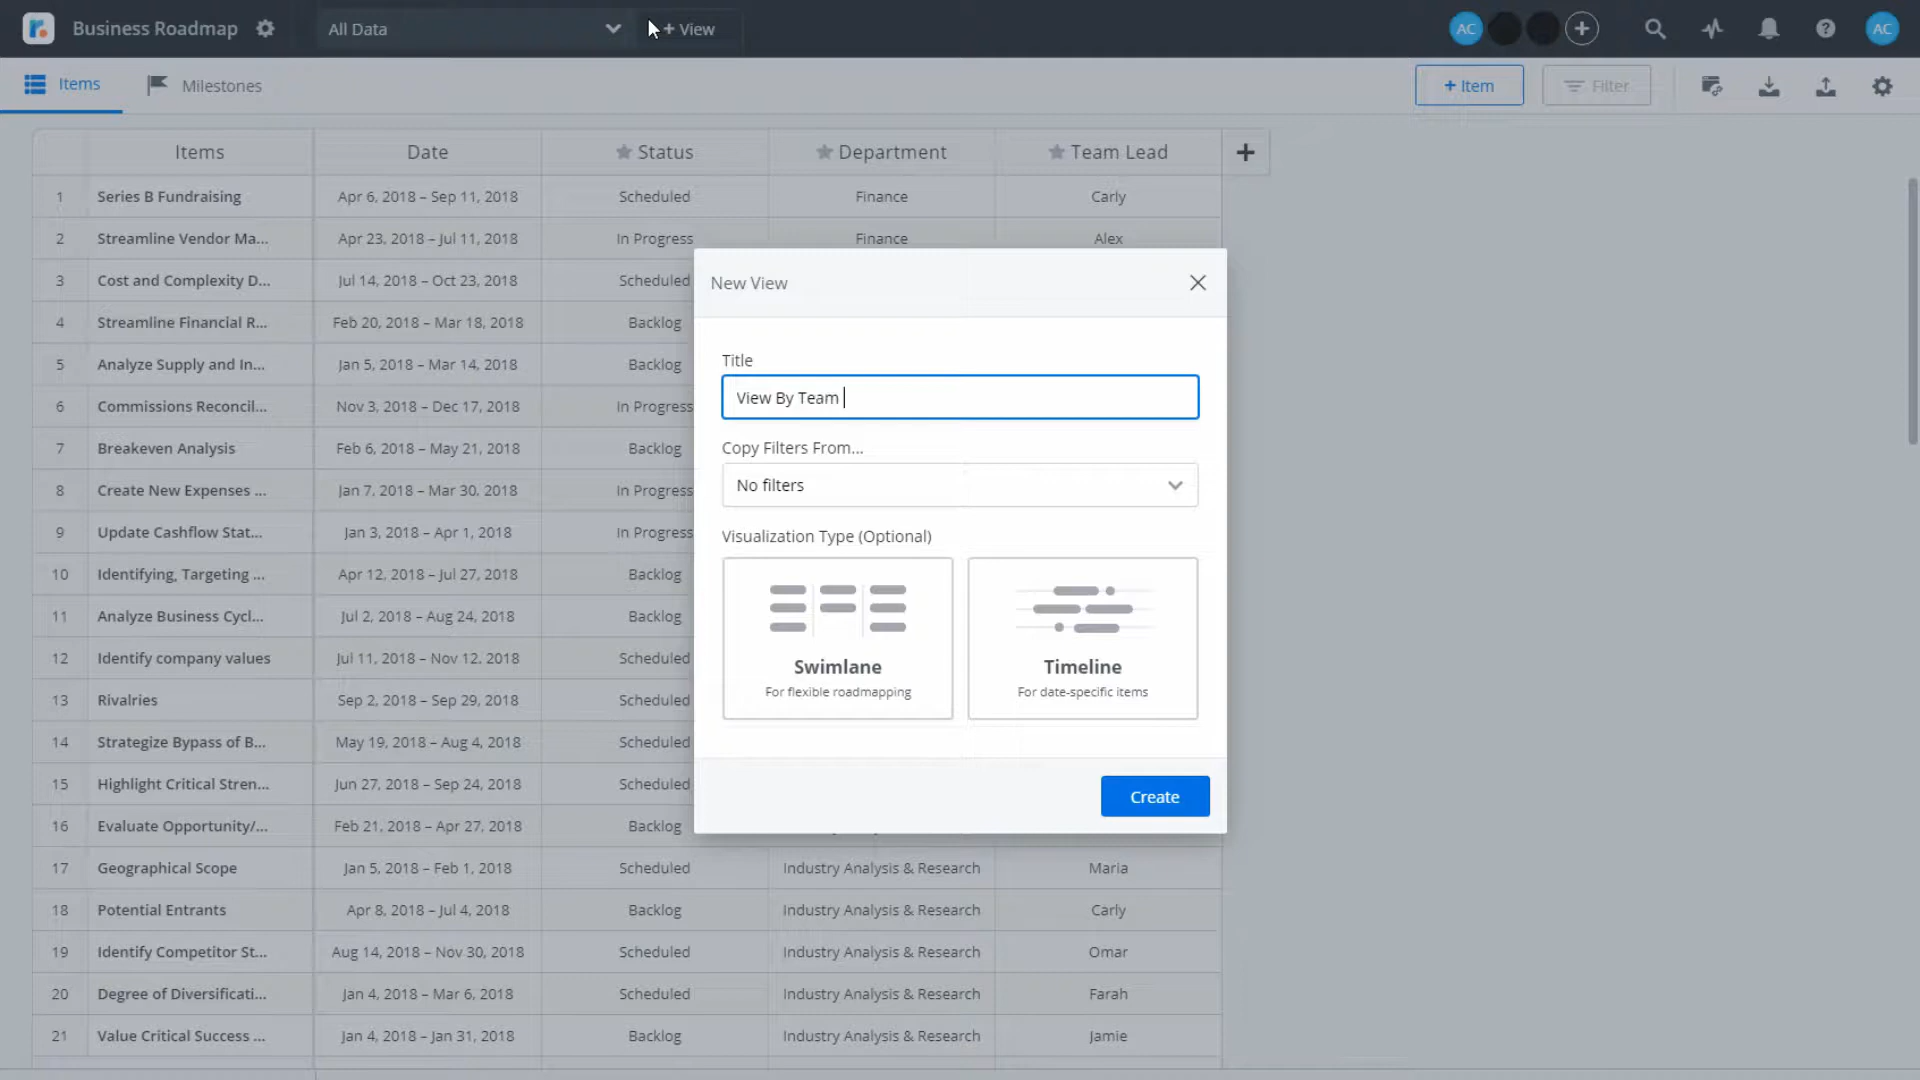 Business Roadmap
All Data
+ View
AC
AC
Items
Milestones
+ Item
Filter
Items Date Status Department Team Lead
1 Series B Fundraising Apr 6, 2018 – Sep 11, 2018 Scheduled Finance Carly
2 Streamline Vendor Ma... Apr 23, 2018 – Jul 11, 2018 In Progress Finance Alex
3 Cost and Complexity D... Jul 14, 2018 – Oct 23, 2018 Scheduled
4 Streamline Financial R... Feb 20, 2018 – Mar 18, 2018 Backlog
5 Analyze Supply and In... Jan 5, 2018 – Mar 14, 2018 Backlog
6 Commissions Reconcil... Nov 3, 2018 – Dec 17, 2018 In Progress
7 Breakeven Analysis Feb 6, 2018 – May 21, 2018 Backlog
8 Create New Expenses ... Jan 7, 2018 – Mar 30, 2018 In Progress
9 Update Cashflow Stat... Jan 3, 2018 – Apr 1, 2018 In Progress
10 Identifying, Targeting ... Apr 12, 2018 – Jul 27, 2018 Backlog
11 Analyze Business Cycl... Jul 2, 2018 – Aug 24, 2018 Backlog
12 Identify company values Jul 11, 2018 – Nov 12, 2018 Scheduled
13 Rivalries Sep 2, 2018 – Sep 29, 2018 Scheduled
14 Strategize Bypass of B... May 19, 2018 – Aug 4, 2018 Scheduled
15 Highlight Critical Stren... Jun 27, 2018 – Sep 24, 2018 Scheduled
16 Evaluate Opportunity/... Feb 21, 2018 – Apr 27, 2018 Backlog
17 Geographical Scope Jan 5, 2018 – Feb 1, 2018 Scheduled Industry Analysis & Research Maria
18 Potential Entrants Apr 8, 2018 – Jul 4, 2018 Backlog Industry Analysis & Research Carly
19 Identify Competitor St... Aug 14, 2018 – Nov 30, 2018 Scheduled Industry Analysis & Research Omar
20 Degree of Diversificati... Jan 4, 2018 – Mar 6, 2018 Scheduled Industry Analysis & Research Farah
21 Value Critical Success ... Jan 4, 2018 – Jan 31, 2018 Backlog Industry Analysis & Research Jamie
New View
Title
View By Team
Copy Filters From...
No filters
Visualization Type (Optional)
Swimlane
For flexible roadmapping
Timeline
For date-specific items
Create